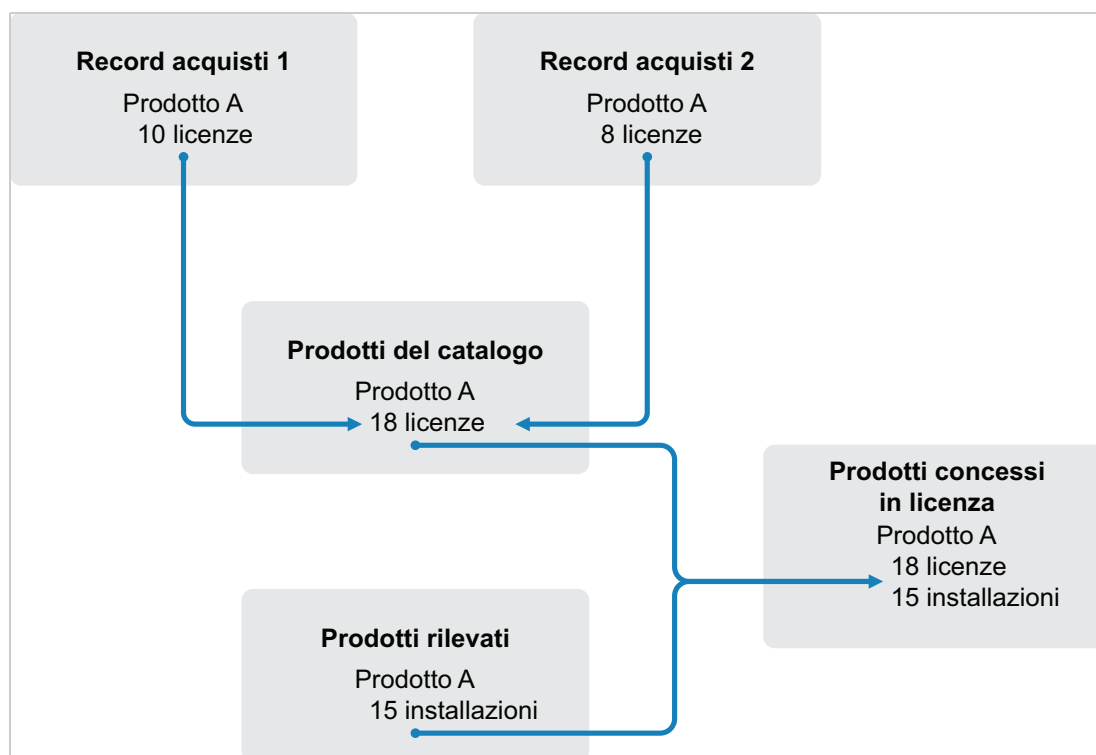 Record acquisti 1
Prodotto A
10 licenze
Record acquisti 2
Prodotto A
8 licenze
Prodotti del catalogo
Prodotto A
18 licenze
Prodotti concessi
in licenza
Prodotto A
18 licenze
15 installazioni
Prodotti rilevati
Prodotto A
15 installazioni